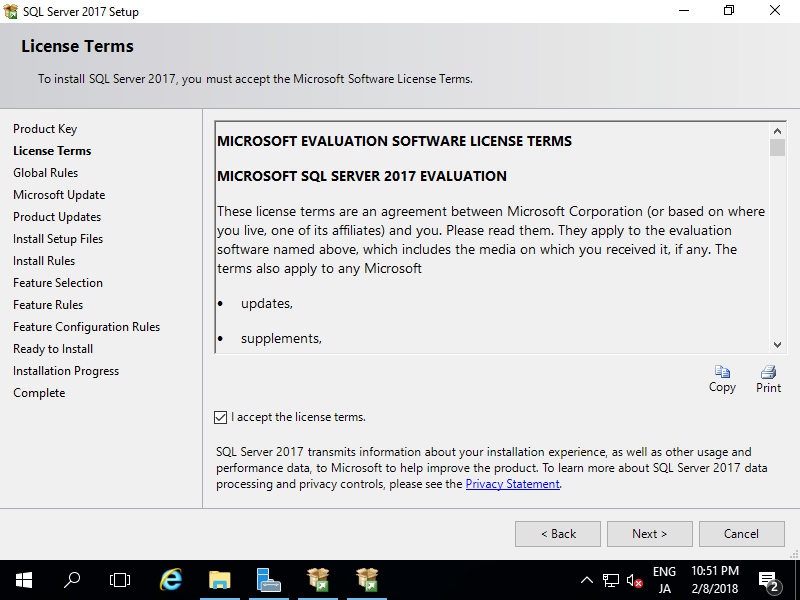 SQL Server 2017 Setup
License Terms
To install SQL Server 2017, you must accept the Microsoft Software License Terms.
Product Key
License Terms
Global Rules
Microsoft Update
Product Updates
Install Setup Files
Install Rules
Feature Selection
Feature Rules
Feature Configuration Rules
Ready to Install
Installation Progress
Complete
MICROSOFT EVALUATION SOFTWARE LICENSE TERMS
MICROSOFT SQL SERVER 2017 EVALUATION
These license terms are an agreement between Microsoft Corporation (or based on where
you live, one of its affiliates) and you. Please read them. They apply to the evaluation
software named above, which includes the media on which you received it, if any. The
terms also apply to any Microsoft
• updates,
• supplements,
Copy
Print
I accept the license terms.
SQL Server 2017 transmits information about your installation experience, as well as other usage and
performance data, to Microsoft to help improve the product. To learn more about SQL Server 2017 data
processing and privacy controls, please see the Privacy Statement.
< Back
Next >
Cancel
ENG
JA
10:51 PM
2/8/2018
2